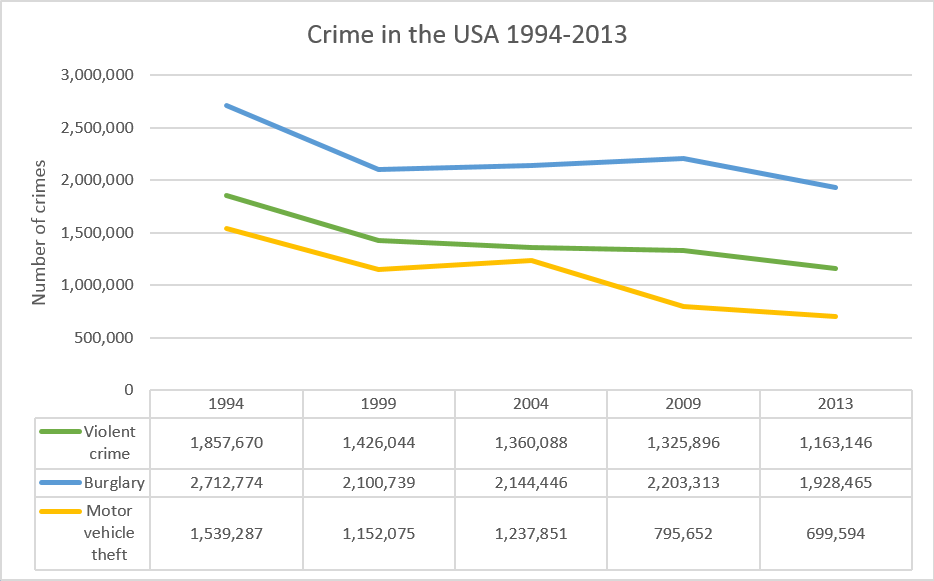 Crime in the USA 1994-2013
Number of crimes
3,000,000
2,500,000
2,000,000
1,500,000
1,000,000
500,000
0
1994 1999 2004 2009 2013
Violent
crime
1,857,670 1,426,044 1,360,088 1,325,896 1,163,146
Burglary 2,712,774 2,100,739 2,144,446 2,203,313 1,928,465
Motor
vehicle
theft
1,539,287 1,152,075 1,237,851 795,652 699,594